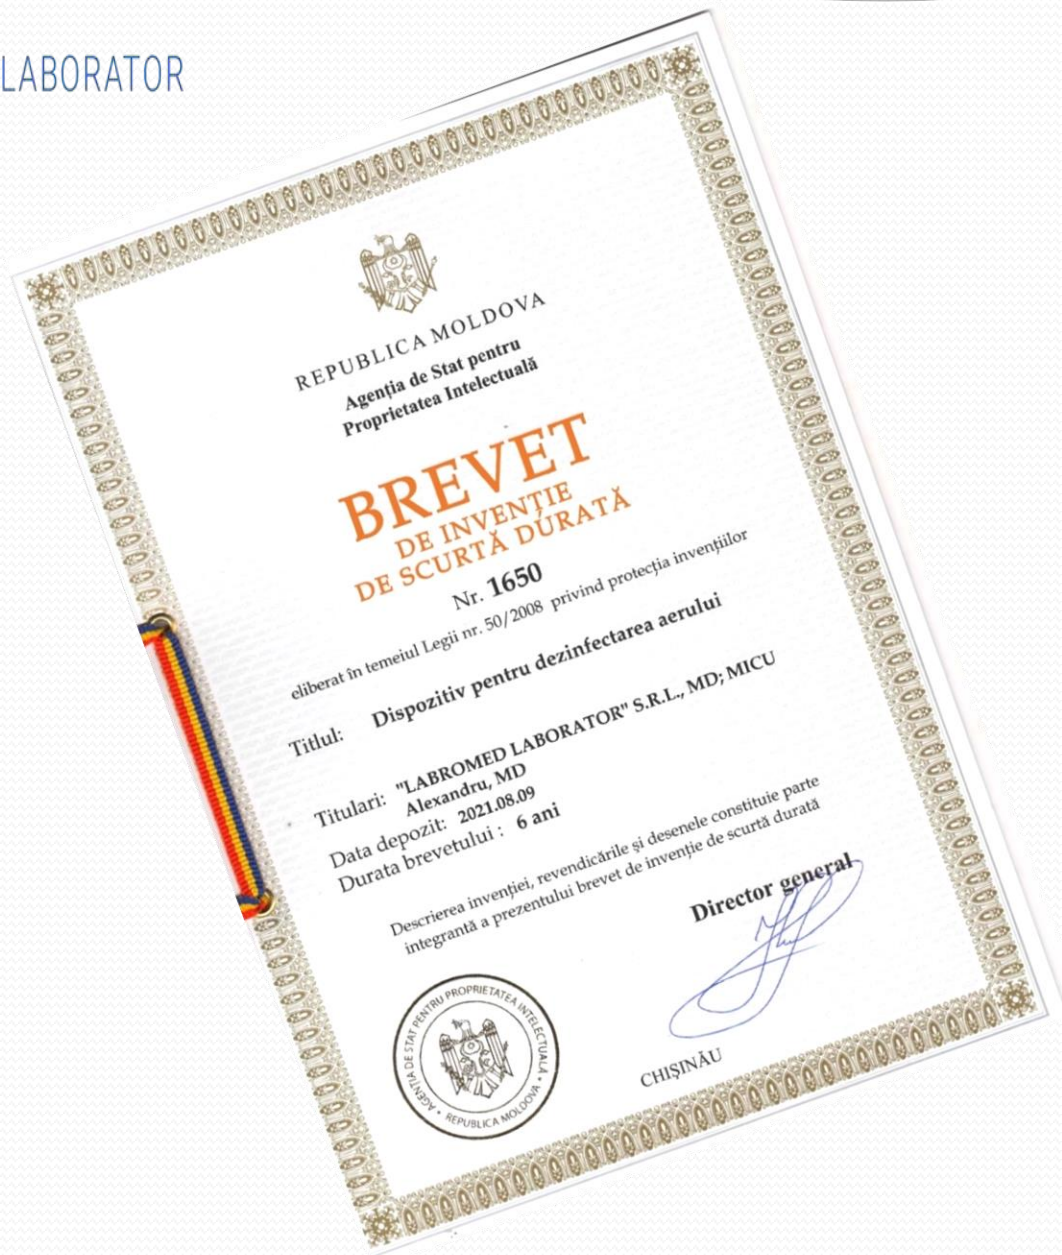 LABORATOR
REPUBLICA MOLDOVA
Agenția de Stat pentru
Proprietatea Intelectuală
BREVET
DE INVENȚIE
DE SCURTĂ DURATĂ
Nr. 1650
eliberat în temeiul Legii nr. 50/2008 privind protecția invențiilor
Titlul: Dispozitiv pentru dezinfectarea aerului
Titulari: "LABROMED LABORATOR" S.R.L., MD; MICU
Alexandru, MD
Data depozit: 2021.08.09
Durata brevetului : 6 ani
Descrierea invenției, revendicările și desenele constituie parte
integrantă a prezentului brevet de invenție de scurtă durată
Director general
AGENȚIA DE STAT PENTRU PROPRIETATEA INTELECTUALĂ
• REPUBLICA MOLDOVA •
CHIȘINĂU